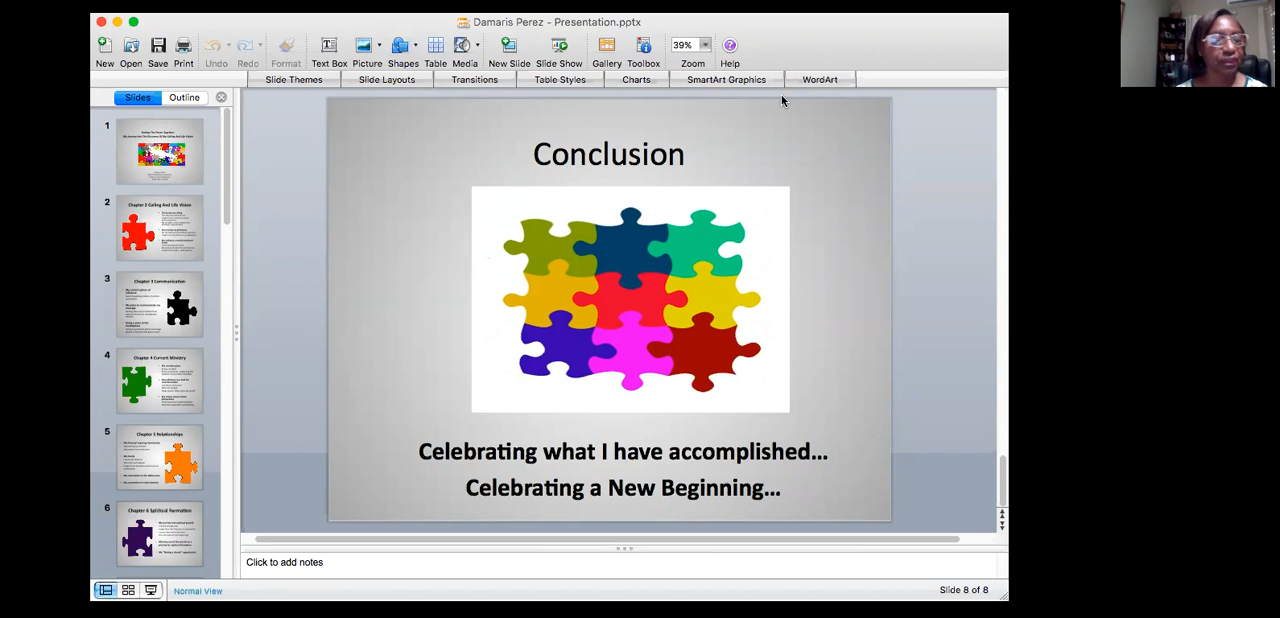 Damaris Perez - Presentation.pptx
New Open Save Print Undo Redo Format Text Box Picture Shapes Table Media New Slide Slide Show Gallery Toolbox 39% Zoom Help
Slide Themes Slide Layouts Transitions Table Styles Charts SmartArt Graphics WordArt
Slides Outline
1
2
Chapter 2 Calling And Life Vision
3
Chapter 3 Communication
4
Chapter 4 Current Ministry
5
Chapter 5 Relationships
6
Chapter 6 Spiritual Formation
Conclusion
Celebrating what I have accomplished...
Celebrating a New Beginning...
Click to add notes
Normal View
Slide 8 of 8